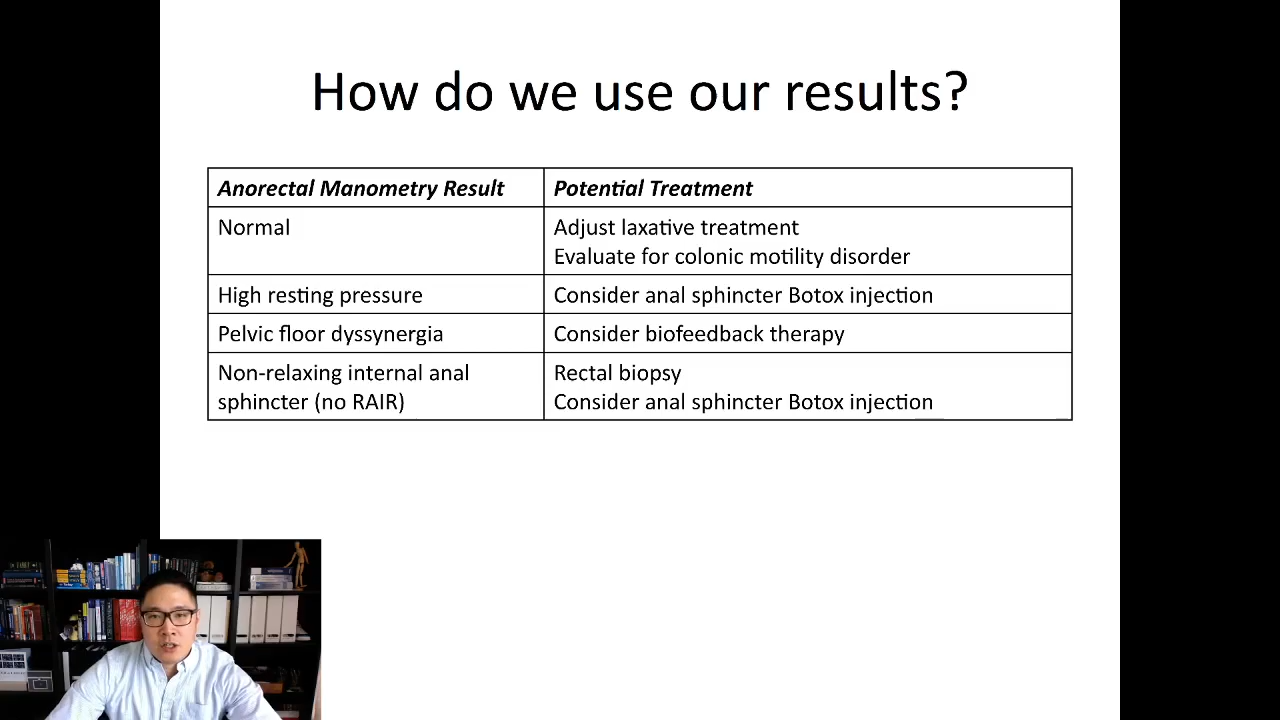 How do we use our results?
Anorectal Manometry Result
Potential Treatment
Normal
Adjust laxative treatment
Evaluate for colonic motility disorder
High resting pressure
Consider anal sphincter Botox injection
Pelvic floor dyssynergia
Consider biofeedback therapy
Non-relaxing internal anal
sphincter (no RAIR)
Rectal biopsy
Consider anal sphincter Botox injection